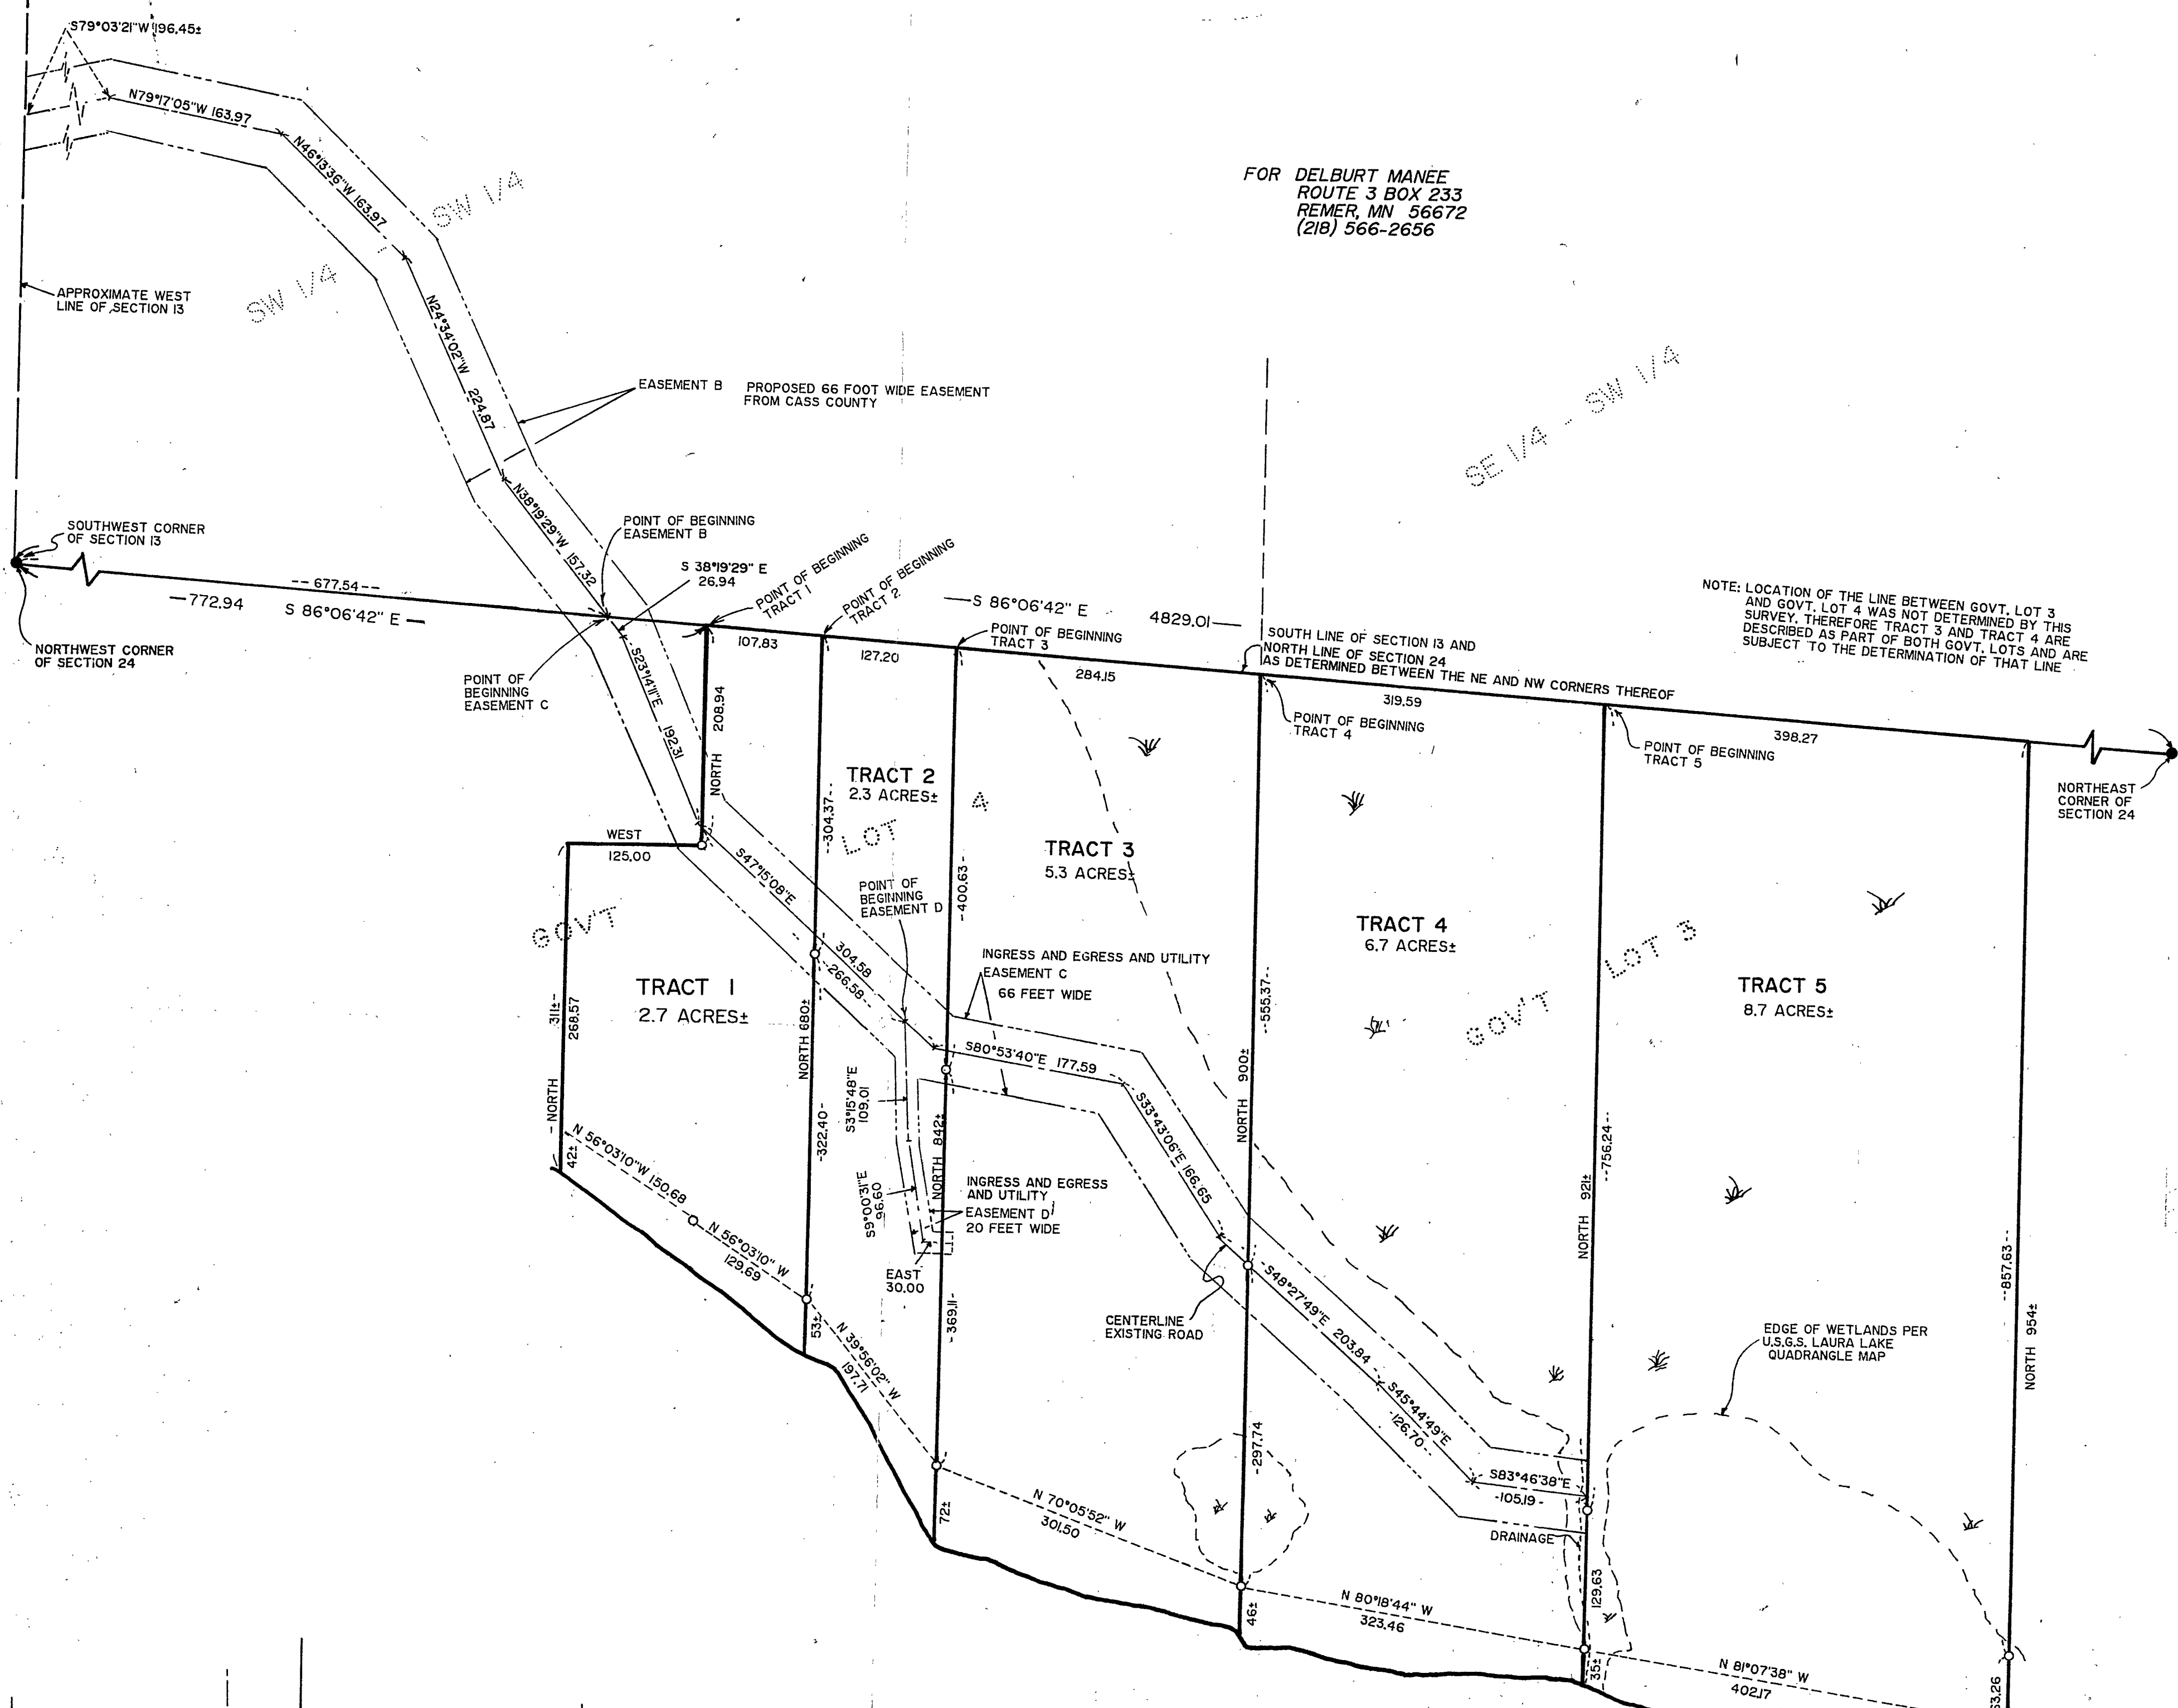 S79°03'21"W 196.45±
N79°17'05"W 163.97
N46°13'36"W 163.97
SW 1/4
SW 1/4
FOR DELBURT MANEE
ROUTE 3 BOX 233
REMER, MN 56672
(218) 566-2656
APPROXIMATE WEST
LINE OF SECTION 13
N24°34'02"W 224.87
EASEMENT B PROPOSED 66 FOOT WIDE EASEMENT
FROM CASS COUNTY
SE 1/4 - SW 1/4
SOUTHWEST CORNER
OF SECTION 13
N38°19'29"W 157.32
POINT OF BEGINNING
EASEMENT B
S 38°19'29" E
26.94
POINT OF BEGINNING
TRACT 1
POINT OF BEGINNING
TRACT 2
-- 677.54 --
—772.94 S 86°06'42" E —
—S 86°06'42" E 4829.01—
NOTE: LOCATION OF THE LINE BETWEEN GOVT. LOT 3
AND GOVT. LOT 4 WAS NOT DETERMINED BY THIS
SURVEY, THEREFORE TRACT 3 AND TRACT 4 ARE
DESCRIBED AS PART OF BOTH GOVT. LOTS AND ARE
SUBJECT TO THE DETERMINATION OF THAT LINE
NORTHWEST CORNER
OF SECTION 24
POINT OF
BEGINNING
EASEMENT C
107.83
127.20
POINT OF BEGINNING
TRACT 3
284.15
SOUTH LINE OF SECTION 13 AND
NORTH LINE OF SECTION 24
AS DETERMINED BETWEEN THE NE AND NW CORNERS THEREOF
319.59
POINT OF BEGINNING
TRACT 4
398.27
POINT OF BEGINNING
TRACT 5
NORTHEAST
CORNER OF
SECTION 24
S23°14'11"E 192.31
NORTH 208.94
WEST
125.00
TRACT 2
2.3 ACRES±
--304.37--
LOT 4
GOV'T
TRACT 3
5.3 ACRES±
-400.63-
S47°15'08"E
304.58
-266.58-
POINT OF
BEGINNING
EASEMENT D
INGRESS AND EGRESS AND UTILITY
EASEMENT C
66 FEET WIDE
TRACT 4
6.7 ACRES±
GOV'T LOT 3
TRACT 5
8.7 ACRES±
TRACT 1
2.7 ACRES±
- NORTH 311±-
268.57
42±
NORTH 680±
-322.40-
S80°53'40"E 177.59
S3°15'48"E
109.01
S9°00'31"E
96.60
NORTH 842±
INGRESS AND EGRESS
AND UTILITY
EASEMENT D
20 FEET WIDE
EAST
30.00
S33°43'06"E 166.65
NORTH 900±
--555.37--
NORTH 921±
--756.24--
NORTH 954±
--857.63--
N 56°03'10"W 150.68
N 56°03'10" W
129.69
53±
N 39°56'02" W
197.71
-369.11-
CENTERLINE
EXISTING ROAD
S48°27'49"E 203.84
S45°44'49"E
-126.70-
EDGE OF WETLANDS PER
U.S.G.S. LAURA LAKE
QUADRANGLE MAP
-297.74
S83°46'38"E
-105.19-
DRAINAGE
72±
N 70°05'52" W
301.50
46±
N 80°18'44" W
323.46
129.63
35±
N 81°07'38" W
402.17
63.26